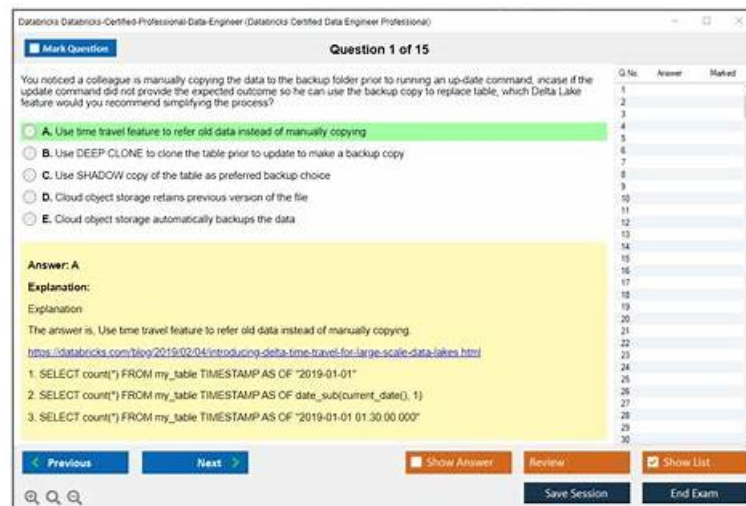 Databricks Databricks-Certified-Professional-Data-Engineer (Databricks Certified Data Engineer Professional)
Mark Question
Question 1 of 15
You noticed a colleague is manually copying the data to the backup folder prior to running an up-date command, incase if the
update command did not provide the expected outcome so he can use the backup copy to replace table, which Delta Lake
feature would you recommend simplifying the process?
A. Use time travel feature to refer old data instead of manually copying
B. Use DEEP CLONE to clone the table prior to update to make a backup copy
C. Use SHADOW copy of the table as preferred backup choice
D. Cloud object storage retains previous version of the file
E. Cloud object storage automatically backups the data
Answer: A
Explanation:
Explanation
The answer is, Use time travel feature to refer old data instead of manually copying.
https://databricks.com/blog/2019/02/04/introducing-delta-time-travel-for-large-scale-data-lakes.html
1. SELECT count(*) FROM my_table TIMESTAMP AS OF "2019-01-01"
2. SELECT count(*) FROM my_table TIMESTAMP AS OF date_sub(current_date(), 1)
3. SELECT count(*) FROM my_table TIMESTAMP AS OF "2019-01-01 01:30:00.000"
Q.No. Answer Marked
1
2
3
4
5
6
7
8
9
10
11
12
13
14
15
16
17
18
19
20
21
22
23
24
25
26
27
28
29
30
Previous
Next
Show Answer
Review
Show List
Save Session
End Exam